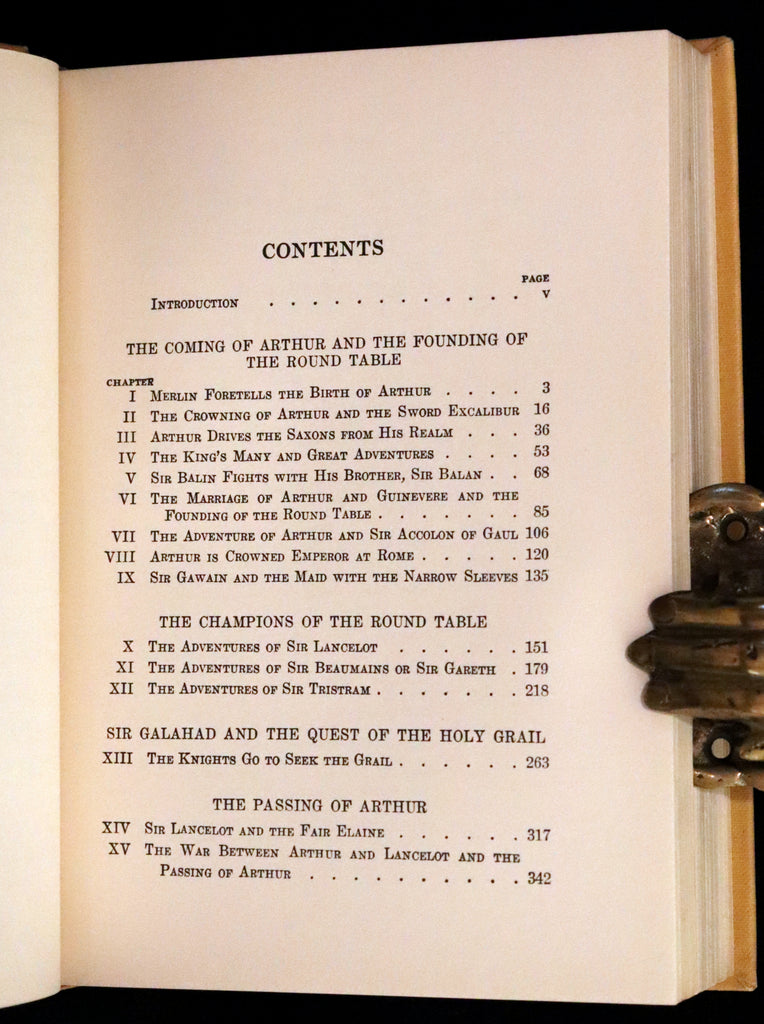 CONTENTS
PAGE
INTRODUCTION . . . . . . . . . . . . V
THE COMING OF ARTHUR AND THE FOUNDING OF
THE ROUND TABLE
CHAPTER
I MERLIN FORETELLS THE BIRTH OF ARTHUR . . . . 3
II THE CROWNING OF ARTHUR AND THE SWORD EXCALIBUR 16
III ARTHUR DRIVES THE SAXONS FROM HIS REALM . . . 36
IV THE KING'S MANY AND GREAT ADVENTURES . . . . 53
V SIR BALIN FIGHTS WITH HIS BROTHER, SIR BALAN . . 68
VI THE MARRIAGE OF ARTHUR AND GUINEVERE AND THE
FOUNDING OF THE ROUND TABLE . . . . . . . 85
VII THE ADVENTURE OF ARTHUR AND SIR ACCOLON OF GAUL 106
VIII ARTHUR IS CROWNED EMPEROR AT ROME . . . . . 120
IX SIR GAWAIN AND THE MAID WITH THE NARROW SLEEVES 135
THE CHAMPIONS OF THE ROUND TABLE
X THE ADVENTURES OF SIR LANCELOT . . . . . . 151
XI THE ADVENTURES OF SIR BEAUMAINS OR SIR GARETH . 179
XII THE ADVENTURES OF SIR TRISTRAM . . . . . . . 218
SIR GALAHAD AND THE QUEST OF THE HOLY GRAIL
XIII THE KNIGHTS GO TO SEEK THE GRAIL . . . . . . 263
THE PASSING OF ARTHUR
XIV SIR LANCELOT AND THE FAIR ELAINE . . . . . . 317
XV THE WAR BETWEEN ARTHUR AND LANCELOT AND THE
PASSING OF ARTHUR . . . . . . . . . . 342